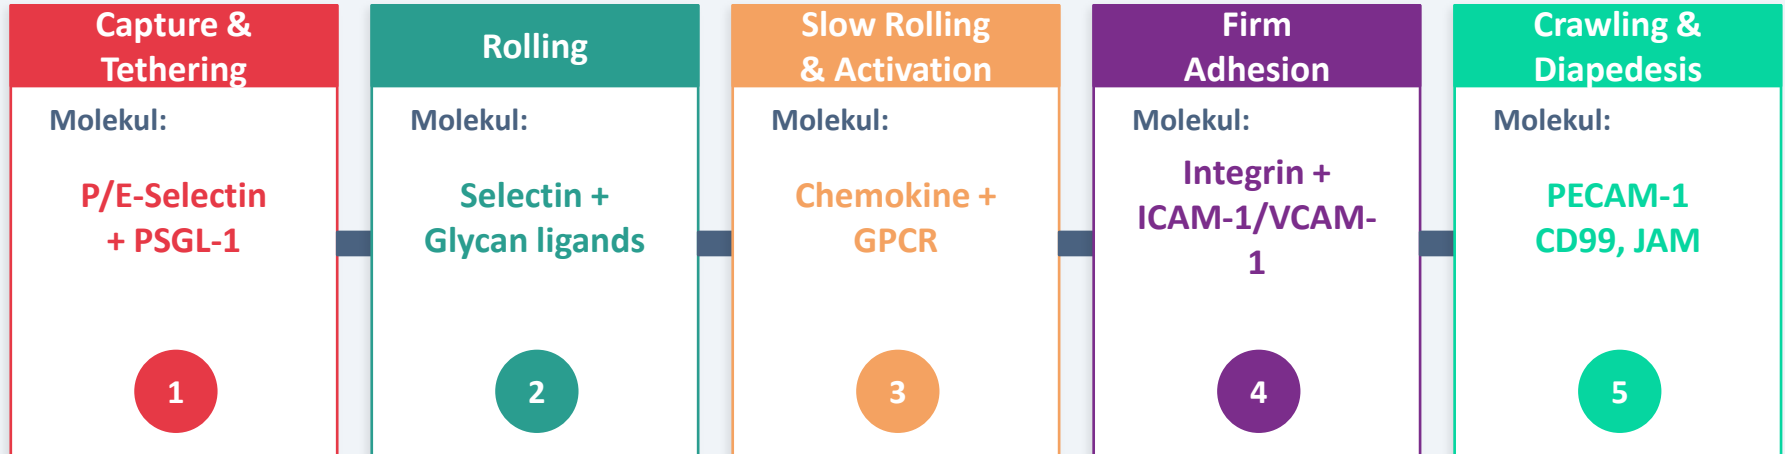 Capture &
Tethering
Molekul:
P/E-Selectin
+ PSGL-1
1
Rolling
Molekul:
Selectin +
Glycan ligands
2
Slow Rolling
& Activation
Molekul:
Chemokine +
GPCR
3
Firm
Adhesion
Molekul:
Integrin +
ICAM-1/VCAM-
1
4
Crawling &
Diapedesis
Molekul:
PECAM-1
CD99, JAM
5